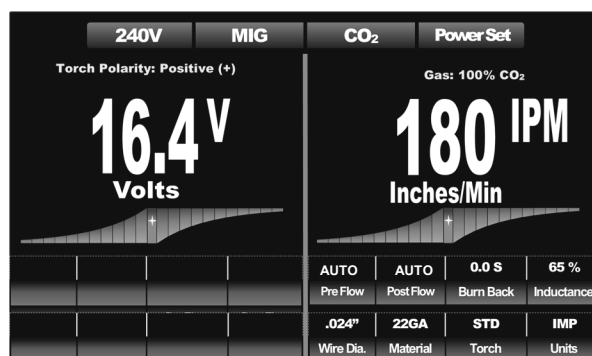 240V MIG CO₂ Power Set
Torch Polarity: Positive (+)
Gas: 100% CO₂
16.4 V
Volts
180 IPM
Inches/Min
AUTO AUTO 0.0 S 65 %
Pre Flow Post Flow Burn Back Inductance
.024” 22GA STD IMP
Wire Dia. Material Torch Units